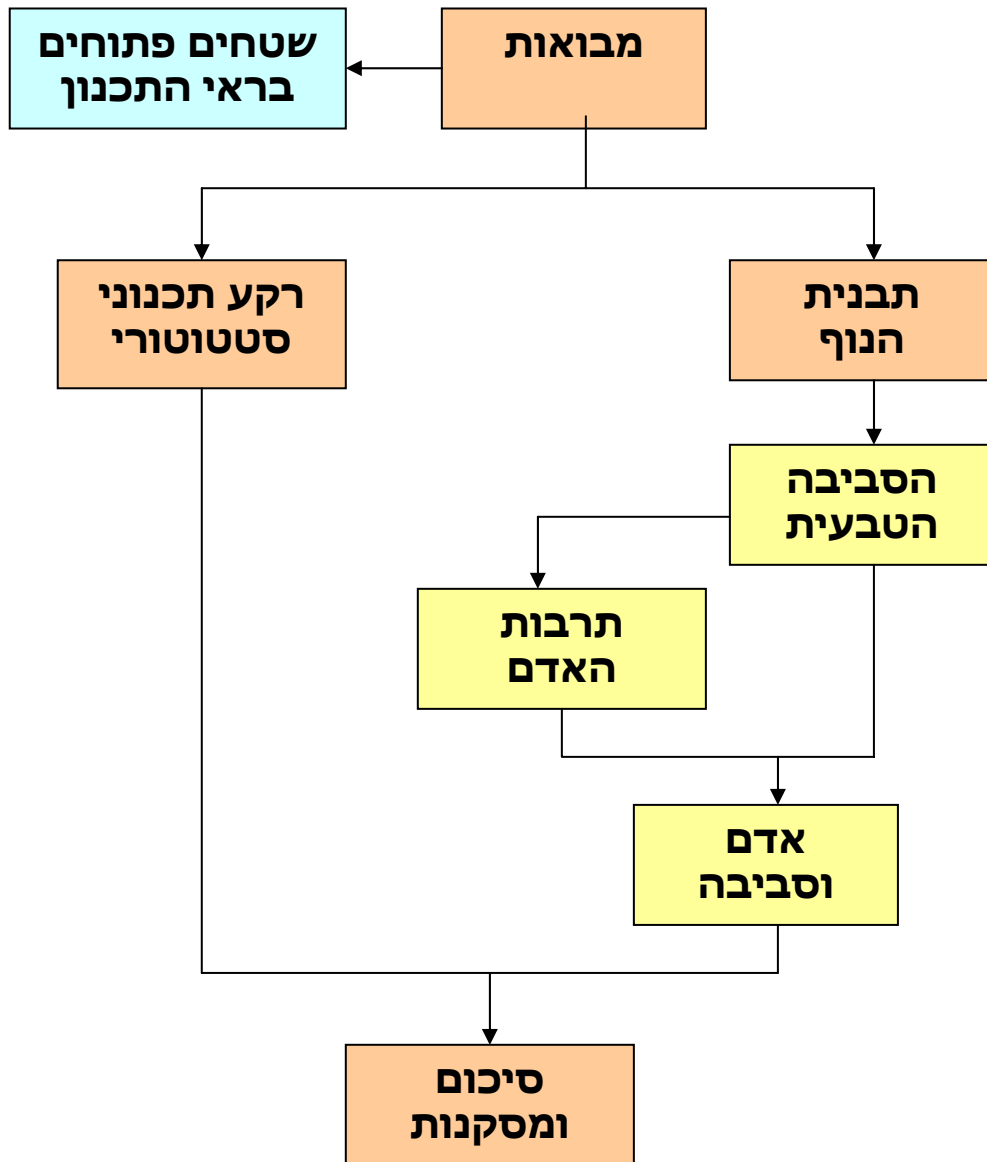 מבואות
שטחים פתוחים
בראי התכנון
תבנית
הנוף
רקע תכנוני
סטטוטורי
הסביבה
הטבעית
תרבות
האדם
אדם
וסביבה
סיכום
ומסקנות